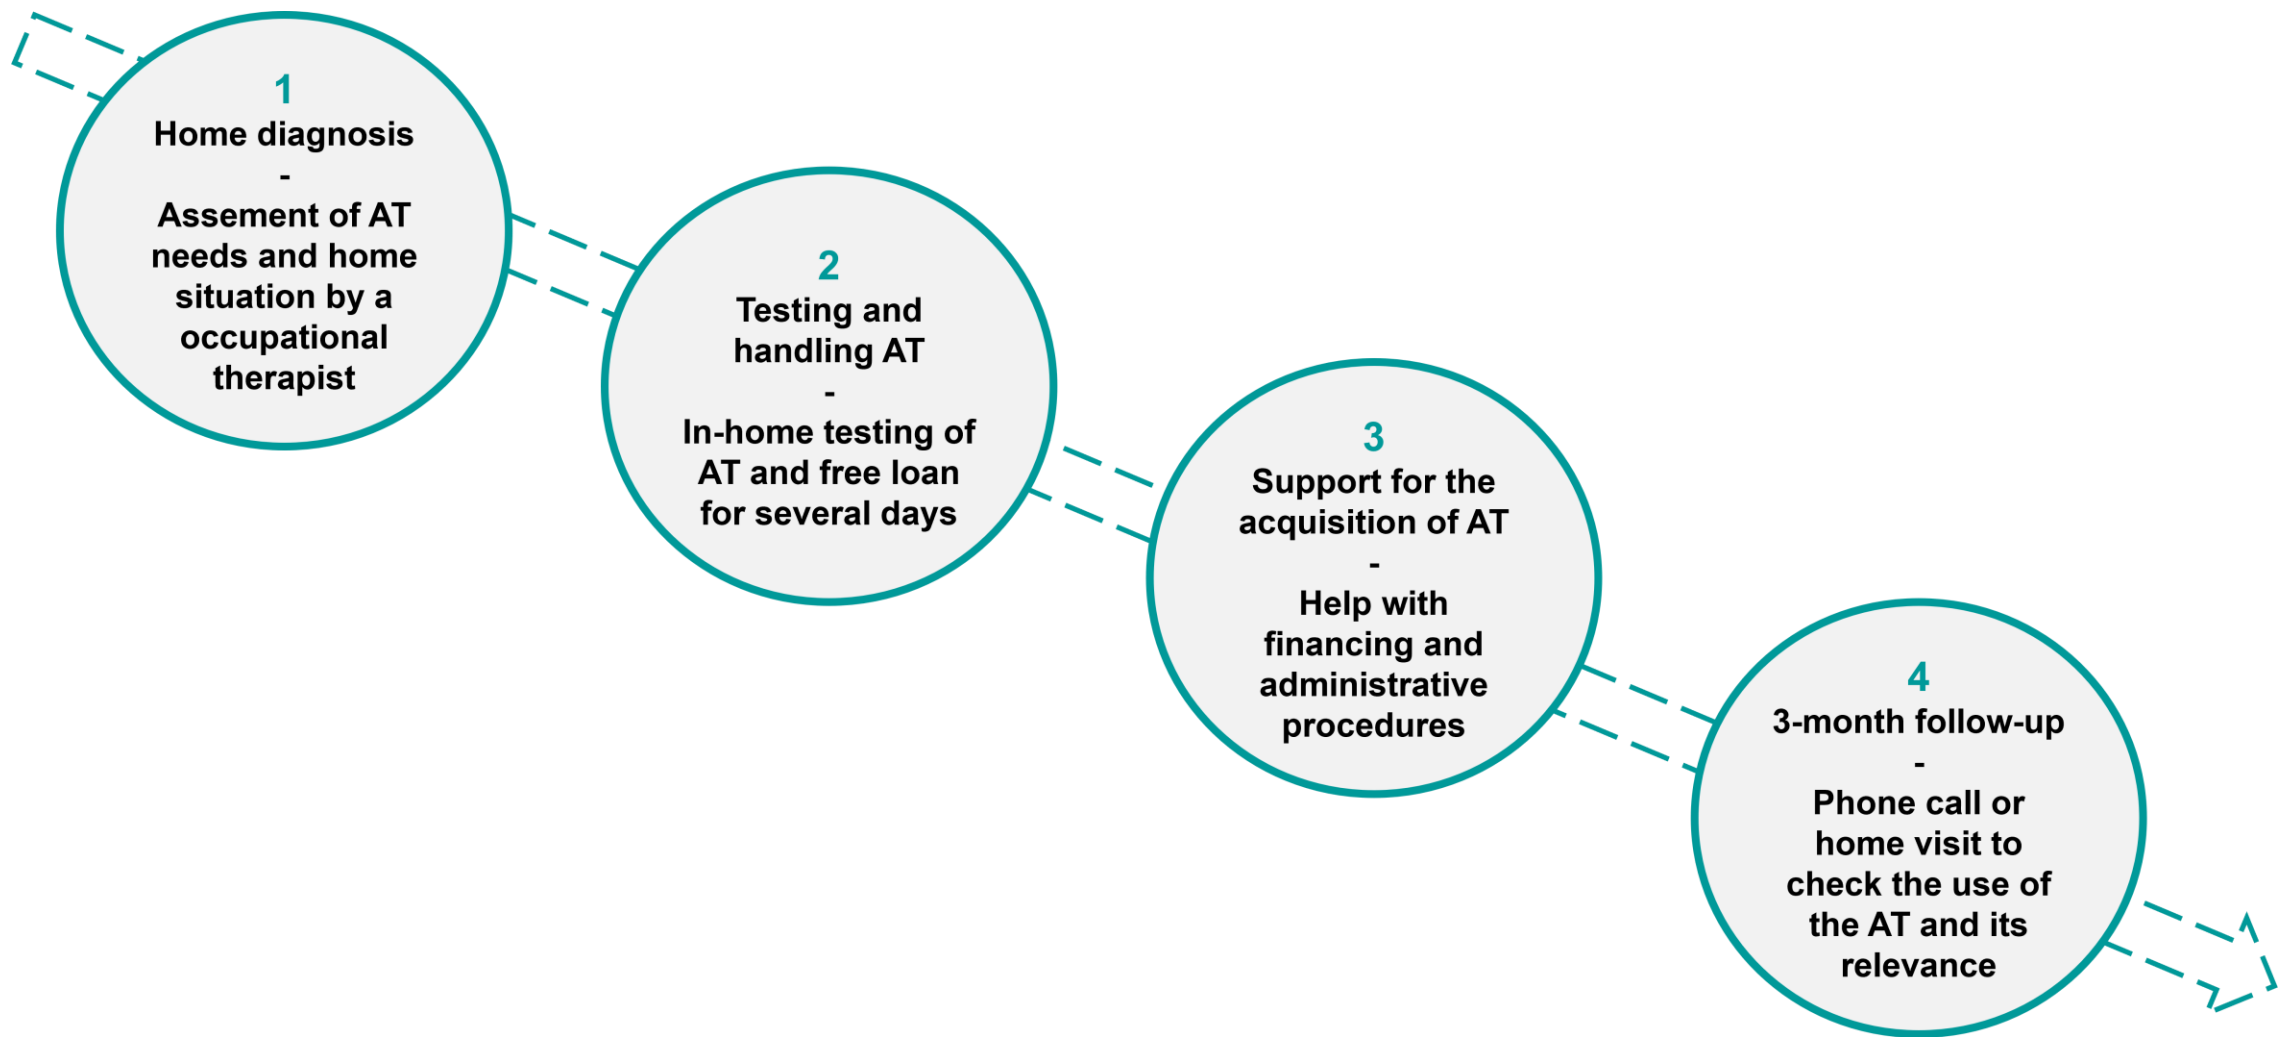 1
Home diagnosis
-
Assement of AT
needs and home
situation by a
occupational
therapist
2
Testing and
handling AT
-
In-home testing of
AT and free loan
for several days
3
Support for the
acquisition of AT
-
Help with
financing and
administrative
procedures
4
3-month follow-up
-
Phone call or
home visit to
check the use of
the AT and its
relevance